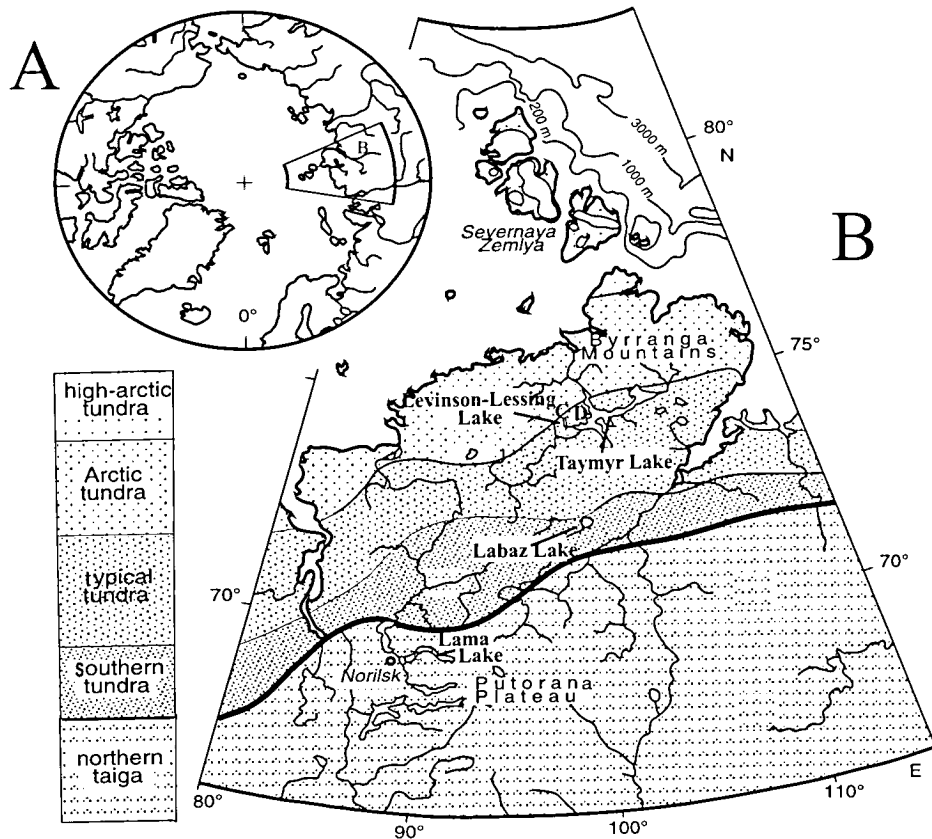 A
B
0°
200 m.
3000 m.
1000 m.
80°
N
Severnaya
Zemlya
B
Byrranga
Mountains
75°
high-arctic
tundra
Arctic
tundra
typical
tundra
southern
tundra
northern
taiga
Levinson-Lessing
Lake
C
D
Taymyr Lake
Labaz Lake
70°
70°
Lama
Lake
Norilsk
Putorana
Plateau
E
80°
90°
100°
110°